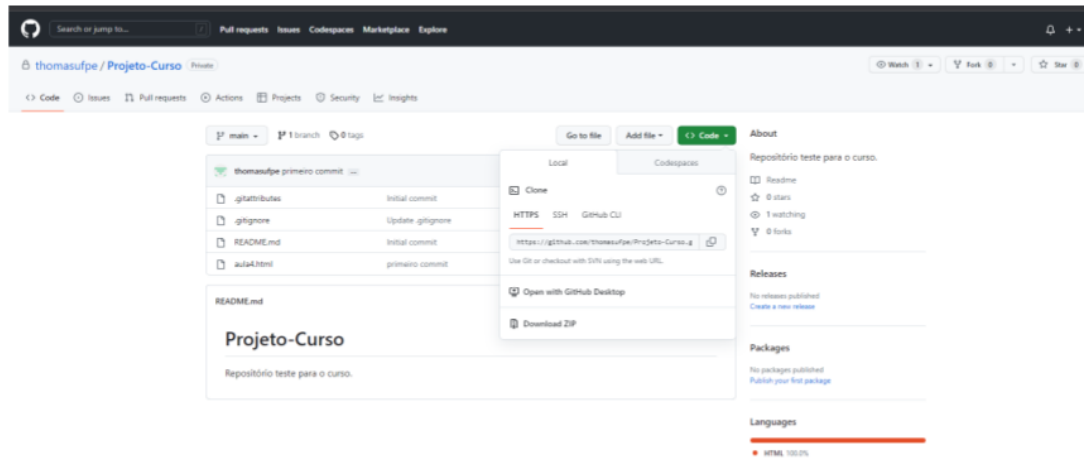 Search or jump to... /
Pull requests Issues Codespaces Marketplace Explore
thomasufpe / Projeto-Curso Private
Watch 1 Fork 0 Star 0
<> Code Issues Pull requests Actions Projects Security Insights
main 1 branch 0 tags
Go to file Add file Code
thomasufpe primeiro commit ...
.gitattributes Initial commit
.gitignore Update .gitignore
README.md Initial commit
aula4.html primeiro commit
Local Codespaces
Clone
HTTPS SSH GitHub CLI
https://github.com/thomasufpe/Projeto-Curso.g
Use Git or checkout with SVN using the web URL.
Open with GitHub Desktop
Download ZIP
README.md
Projeto-Curso
Repositório teste para o curso.
About
Repositório teste para o curso.
Readme
0 stars
1 watching
0 forks
Releases
No releases published
Create a new release
Packages
No packages published
Publish your first package
Languages
HTML 100.0%